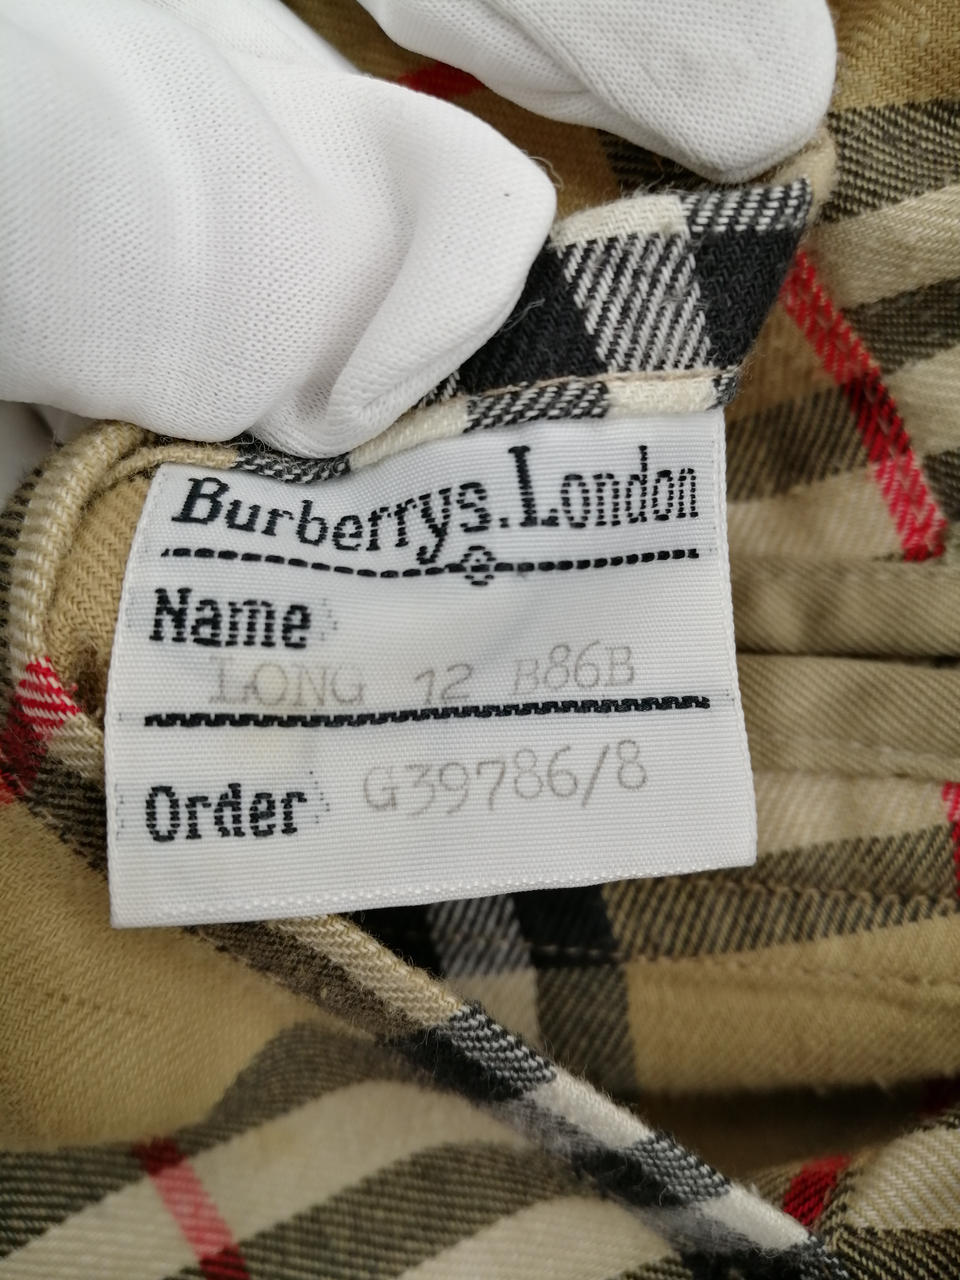 Burberrys.London
Name
LONG 12 B86B
Order G39786/8